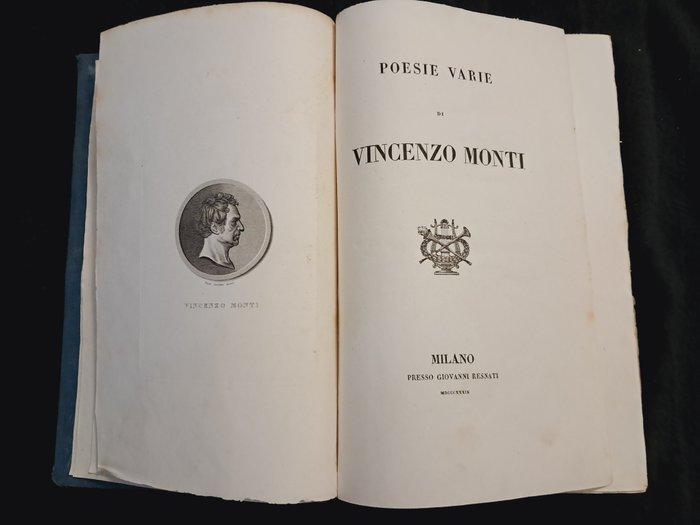 VINCENZO MONTI
POESIE VARIE
DI
VINCENZO MONTI
MILANO
PRESSO GIOVANNI RESNATI
MDCCCXXXIX